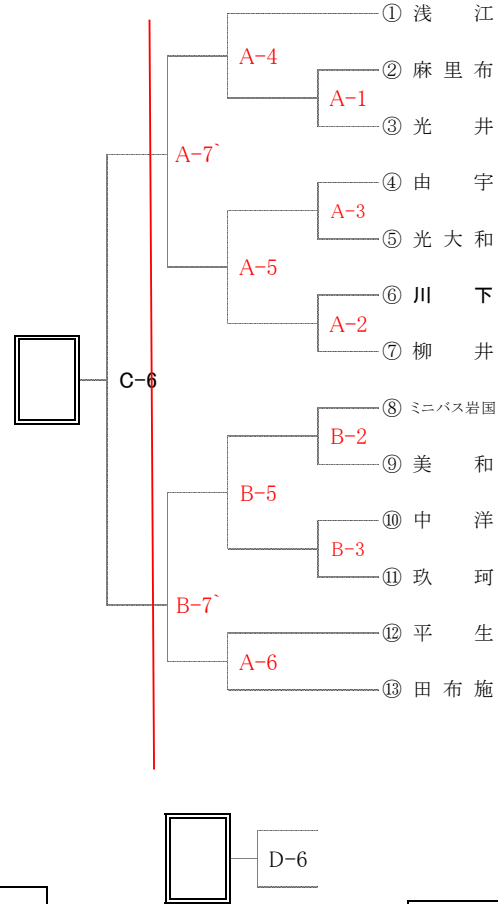 ① 浅 江
A-4
② 麻 里 布
A-1
③ 光 井
A-7`
④ 由 宇
A-3
⑤ 光 大 和
A-5
⑥ 川 下
A-2
⑦ 柳 井
C-6
⑧ ミニバス岩国
B-2
⑨ 美 和
B-5
⑩ 中 洋
B-3
⑪ 玖 珂
B-7`
⑫ 平 生
A-6
⑬ 田 布 施
D-6